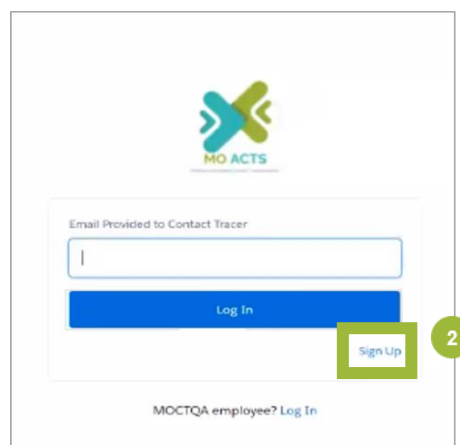 MO ACTS
Email Provided to Contact Tracer
Log In
Sign Up
2
MOCTQA employee? Log In